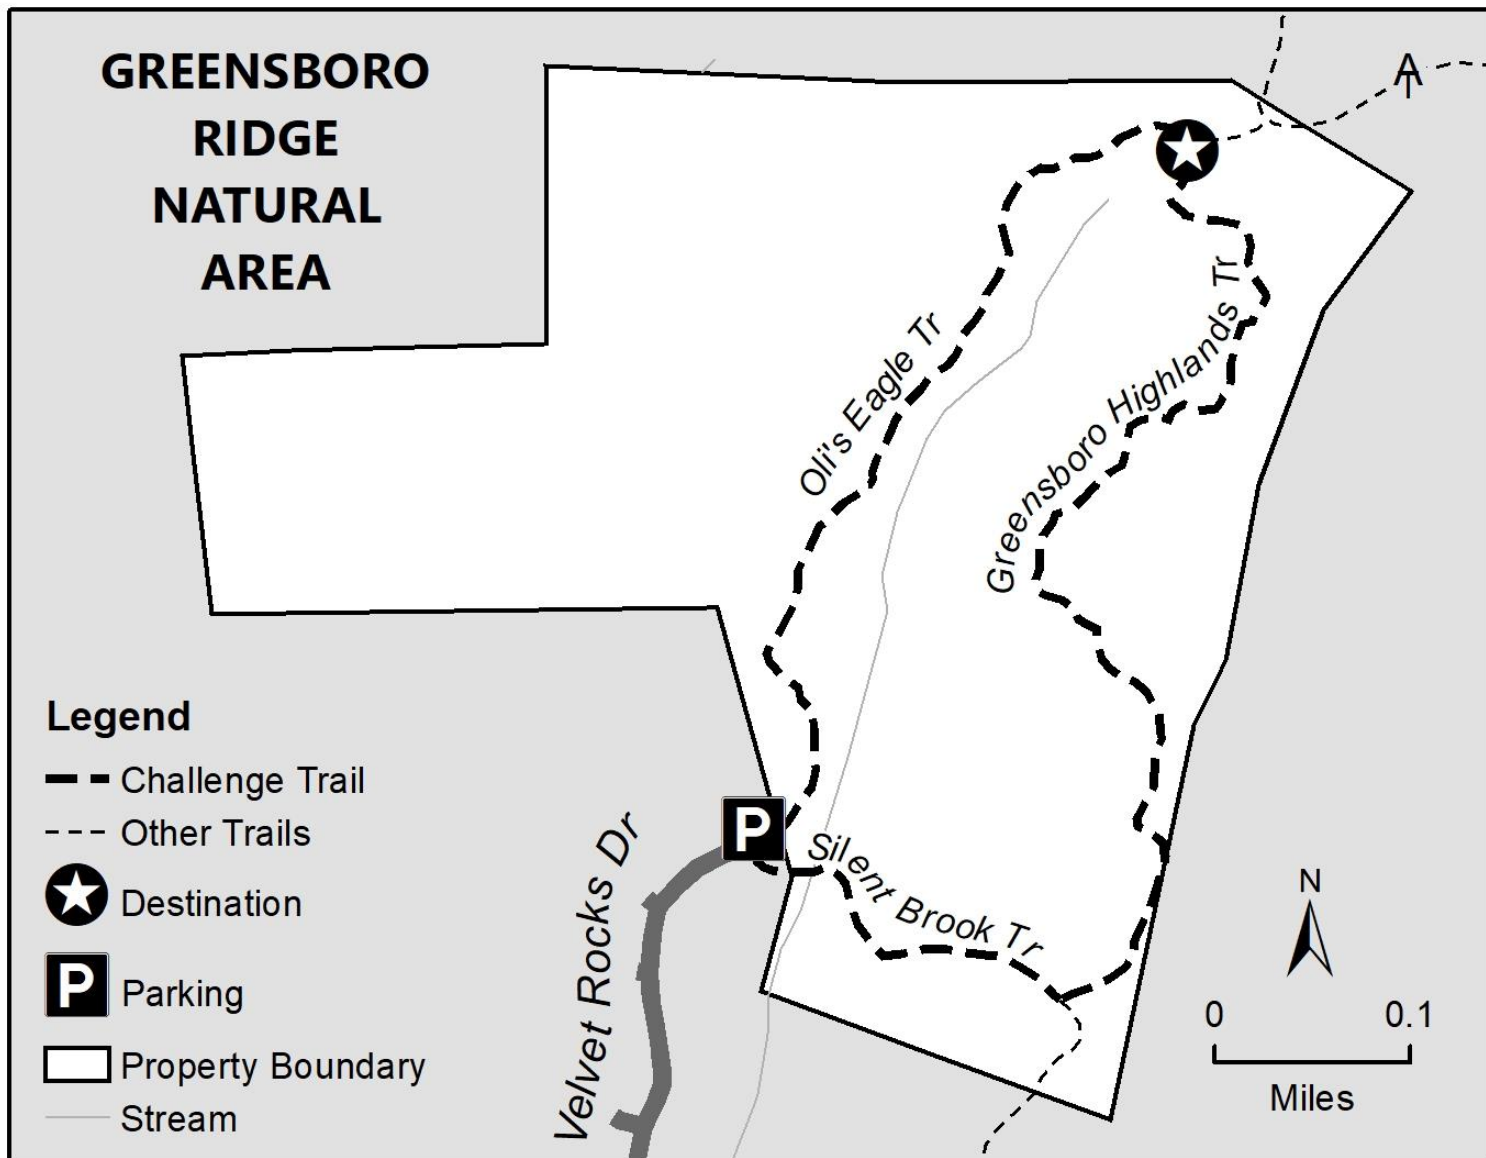 GREENSBORO
RIDGE
NATURAL
AREA
Oli's Eagle Tr
Greensboro Highlands Tr
Silent Brook Tr
Velvet Rocks Dr
P
Legend
Challenge Trail
Other Trails
Destination
P
Parking
Property Boundary
Stream
N
0 0.1
Miles